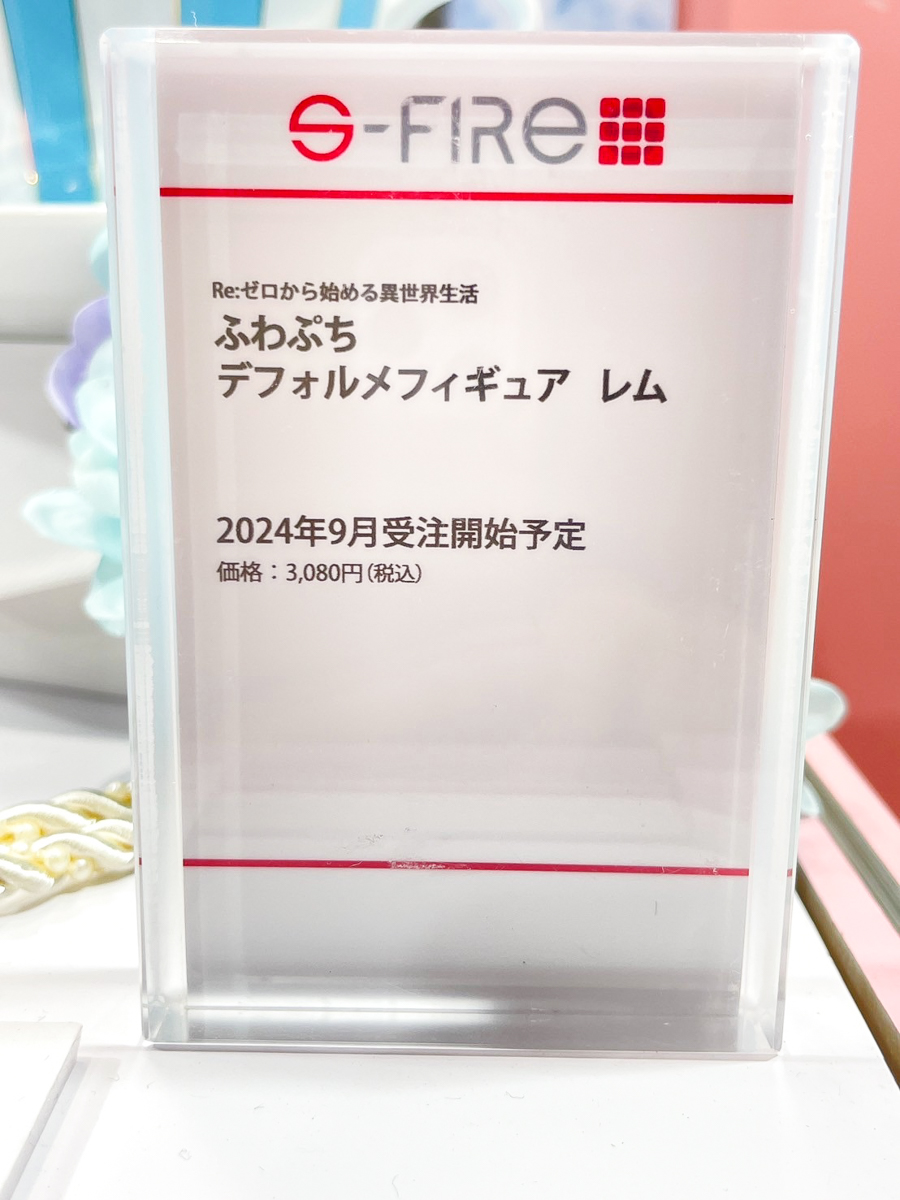 S-FIRE
Re:ゼロから始める異世界生活
ふわぷち
デフォルメフィギュア レム
2024年9月受注開始予定
価格：3,080円（税込）